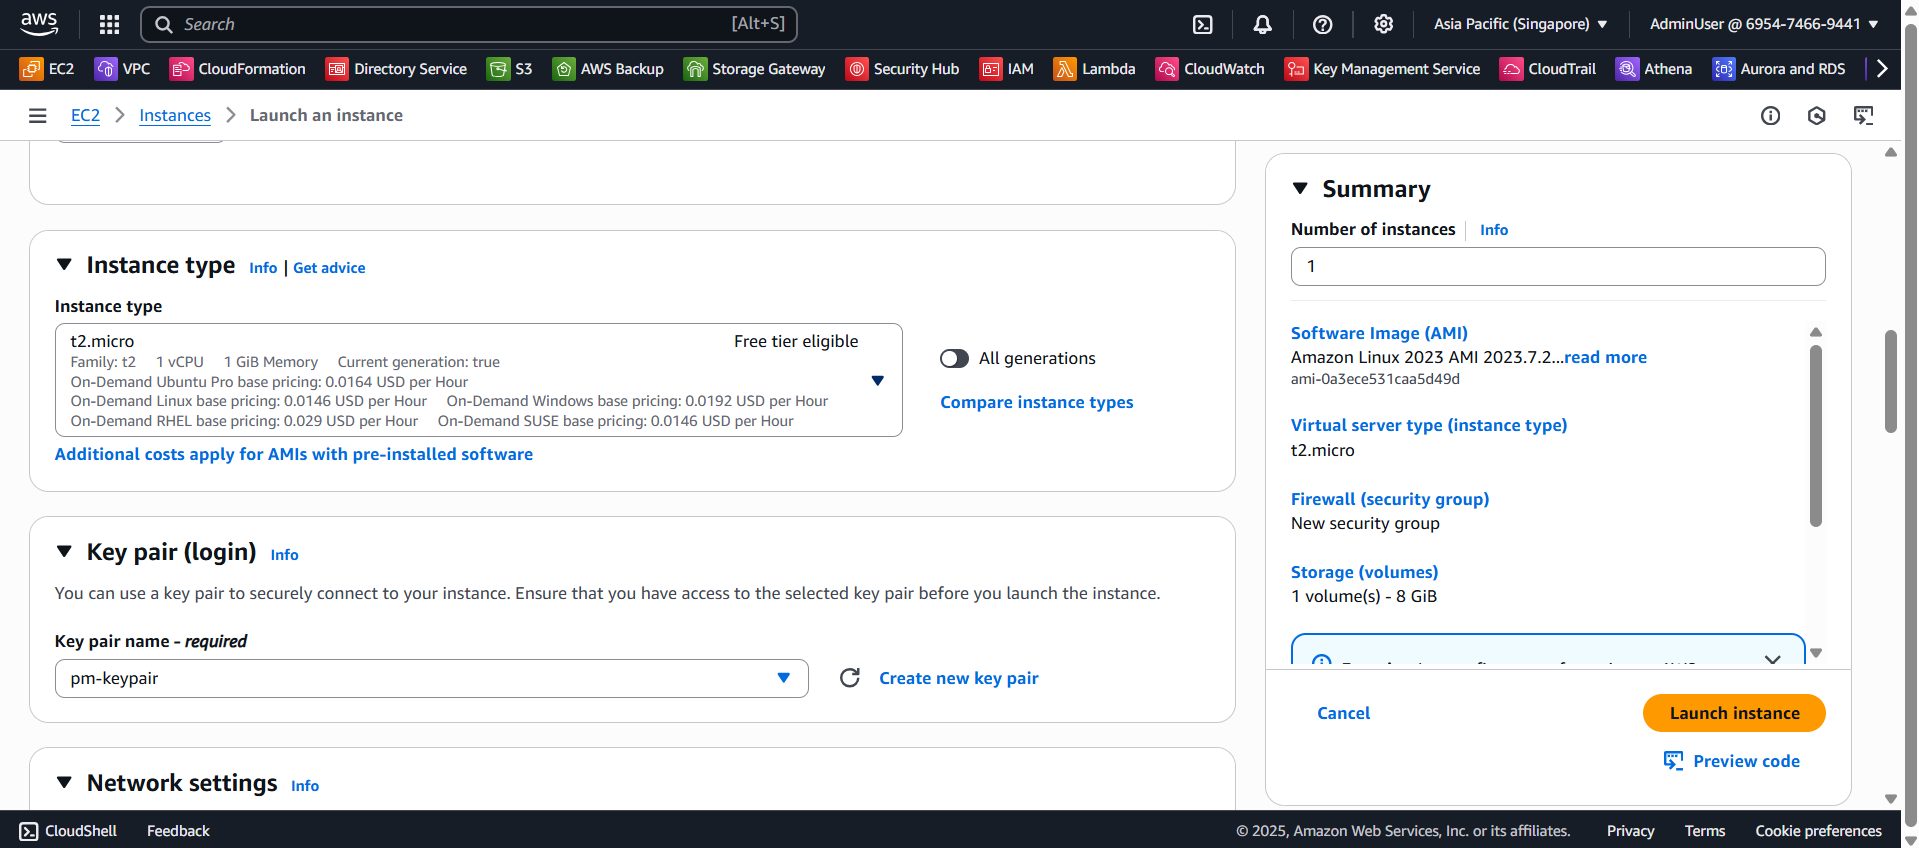 aws
Search [Alt+S]
Asia Pacific (Singapore)
AdminUser @ 6954-7466-9441
EC2 VPC CloudFormation Directory Service S3 AWS Backup Storage Gateway Security Hub IAM Lambda CloudWatch Key Management Service CloudTrail Athena Aurora and RDS
EC2 Instances Launch an instance
Instance type Info | Get advice
Instance type
t2.micro Free tier eligible
Family: t2 1 vCPU 1 GiB Memory Current generation: true
On-Demand Ubuntu Pro base pricing: 0.0164 USD per Hour
On-Demand Linux base pricing: 0.0146 USD per Hour On-Demand Windows base pricing: 0.0192 USD per Hour
On-Demand RHEL base pricing: 0.029 USD per Hour On-Demand SUSE base pricing: 0.0146 USD per Hour
All generations
Compare instance types
Additional costs apply for AMIs with pre-installed software
Key pair (login) Info
You can use a key pair to securely connect to your instance. Ensure that you have access to the selected key pair before you launch the instance.
Key pair name - required
pm-keypair
Create new key pair
Network settings Info
Summary
Number of instances Info
1
Software Image (AMI)
Amazon Linux 2023 AMI 2023.7.2...read more
ami-0a3ece531caa5d49d
Virtual server type (instance type)
t2.micro
Firewall (security group)
New security group
Storage (volumes)
1 volume(s) - 8 GiB
Cancel
Launch instance
Preview code
CloudShell Feedback
© 2025, Amazon Web Services, Inc. or its affiliates. Privacy Terms Cookie preferences